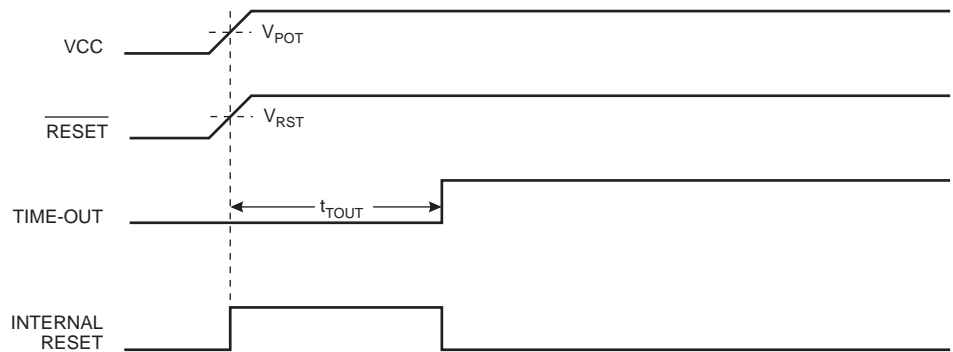 VCC
VPOT
RESET
VRST
TIME-OUT
tTOUT
INTERNAL
RESET